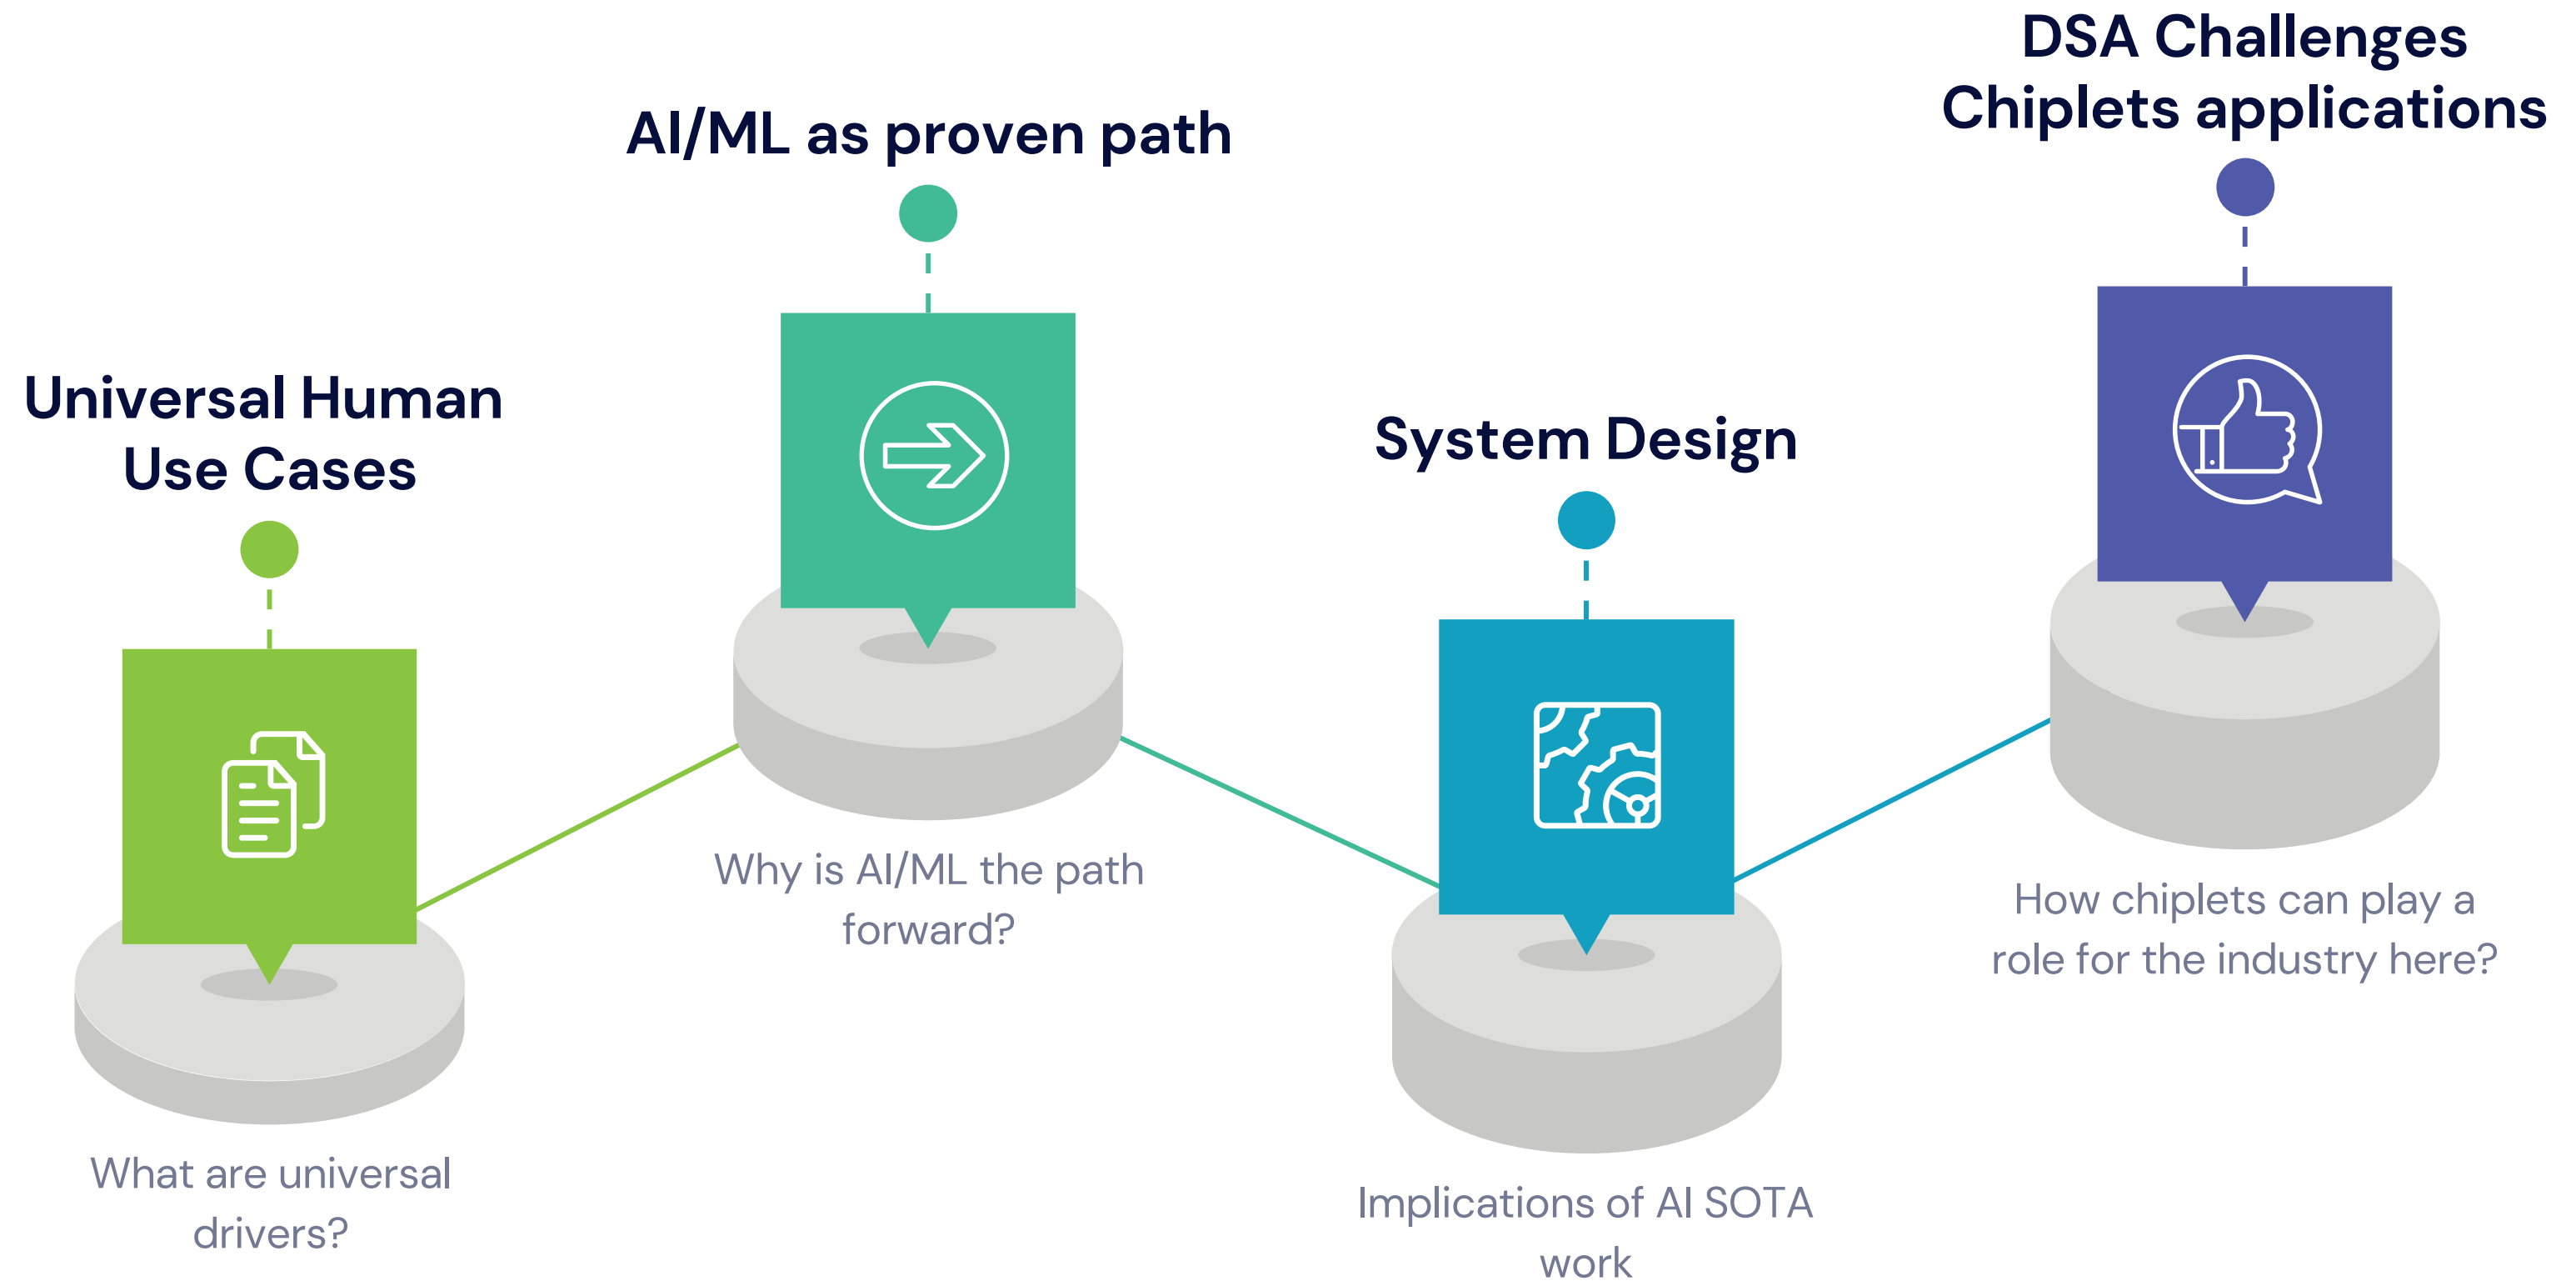 Universal Human
Use Cases
What are universal
drivers?
AI/ML as proven path
Why is AI/ML the path
forward?
System Design
Implications of AI SOTA
work
DSA Challenges
Chiplets applications
How chiplets can play a
role for the industry here?